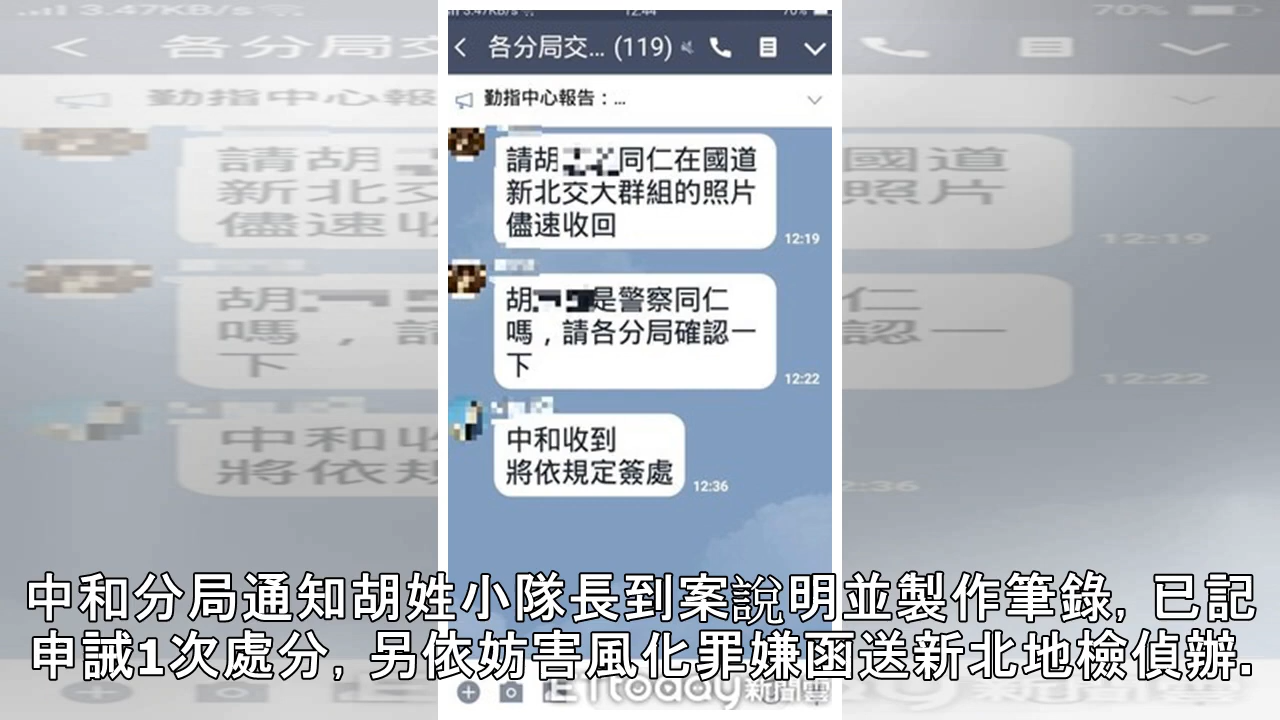 3.47KB/s
12:44
70%
各分局交... (119)
勤指中心報告：...
請胡 同仁在國道
新北交大群組的照片
儘速收回
12:19
胡 是警察同仁
嗎，請各分局確認一
下
12:22
中和收到
將依規定簽處
12:36
中和分局通知胡姓小隊長到案說明並製作筆錄, 已記
申誡1次處分, 另依妨害風化罪嫌函送新北地檢偵辦.
ETtoday新聞雲